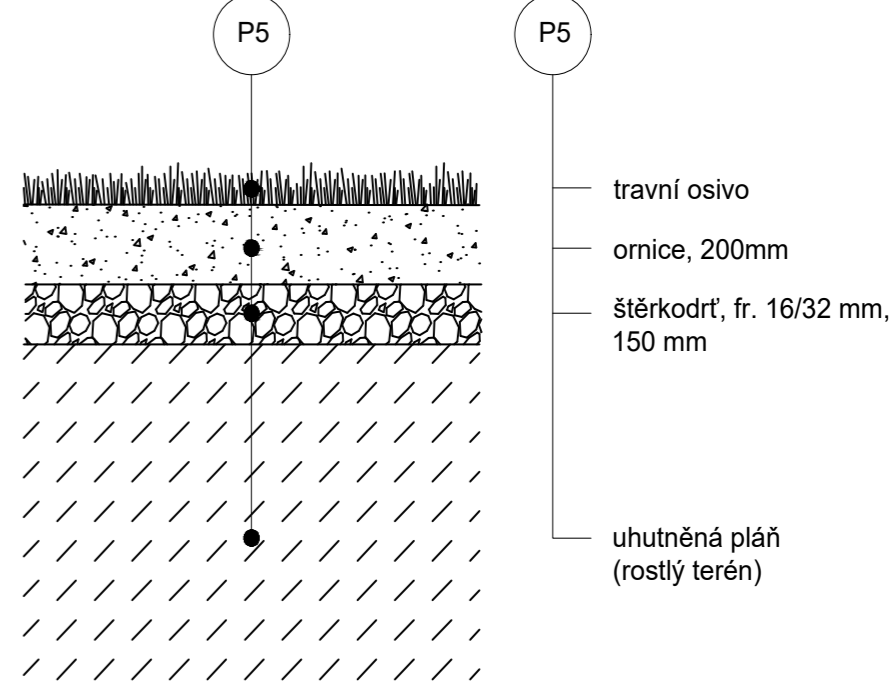 P5
P5
travní osivo
ornice, 200mm
štěrkodrť, fr. 16/32 mm,
150 mm
uhutněná pláň
(rostlý terén)